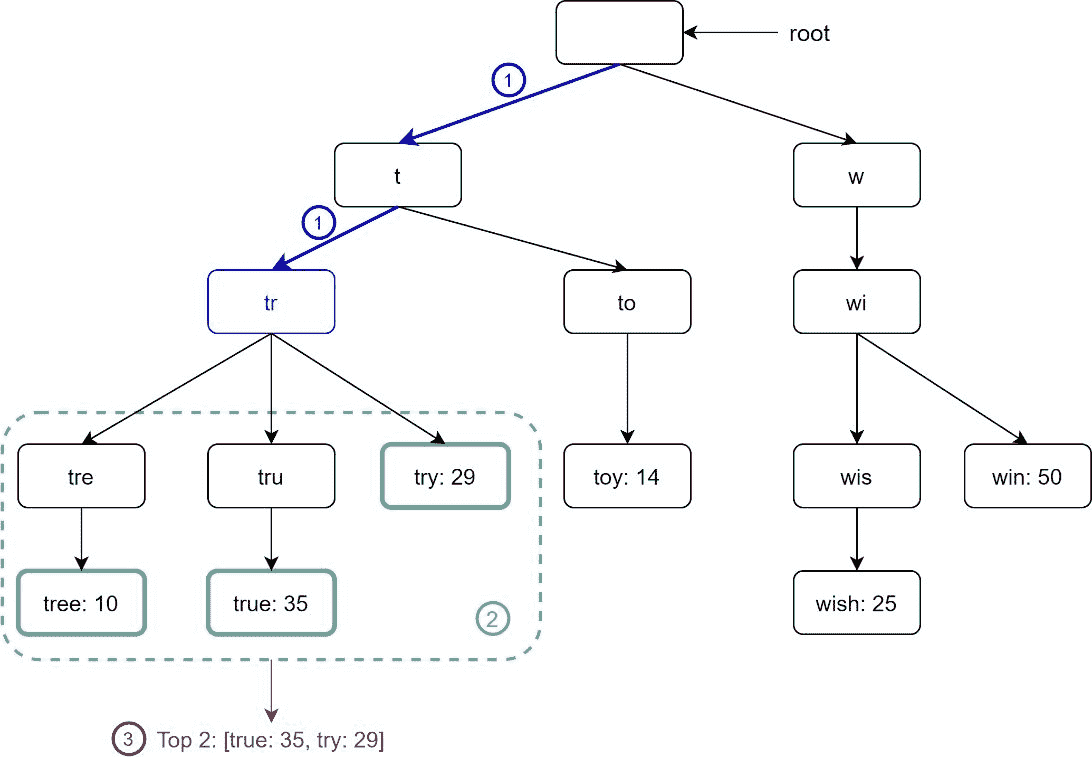 root
1
t
w
1
tr
to
wi
tre
tru
try: 29
toy: 14
wis
win: 50
tree: 10
true: 35
2
wish: 25
3 Top 2: [true: 35, try: 29]